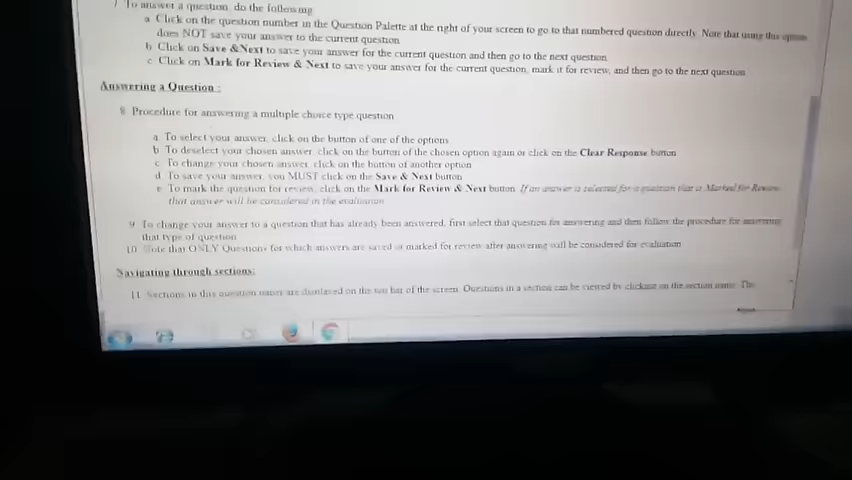 7 To answer a question, do the following
a Click on the question number in the Question Palette at the right of your screen to go to that numbered question directly. Note that using this option
does NOT save your answer to the current question
b Click on Save & Next to save your answer for the current question and then go to the next question
c Click on Mark for Review & Next to save your answer for the current question, mark it for review, and then go to the next question
Answering a Question :
8 Procedure for answering a multiple choice type question
a To select your answer, click on the button of one of the options
b To deselect your chosen answer, click on the button of the chosen option again or click on the Clear Response button
c To change your chosen answer, click on the button of another option
d To save your answer, you MUST click on the Save & Next button
e To mark the question for review, click on the Mark for Review & Next button. If an answer is selected for a question that is Marked for Review
that answer will be considered in the evaluation
9 To change your answer to a question that has already been answered, first select that question for answering and then follow the procedure for answering
that type of question
10 Note that ONLY Questions for which answers are saved or marked for review after answering will be considered for evaluation
Navigating through sections:
11 Sections in this question paper are displayed on the top bar of the screen. Questions in a section can be viewed by clicking on the section name. The